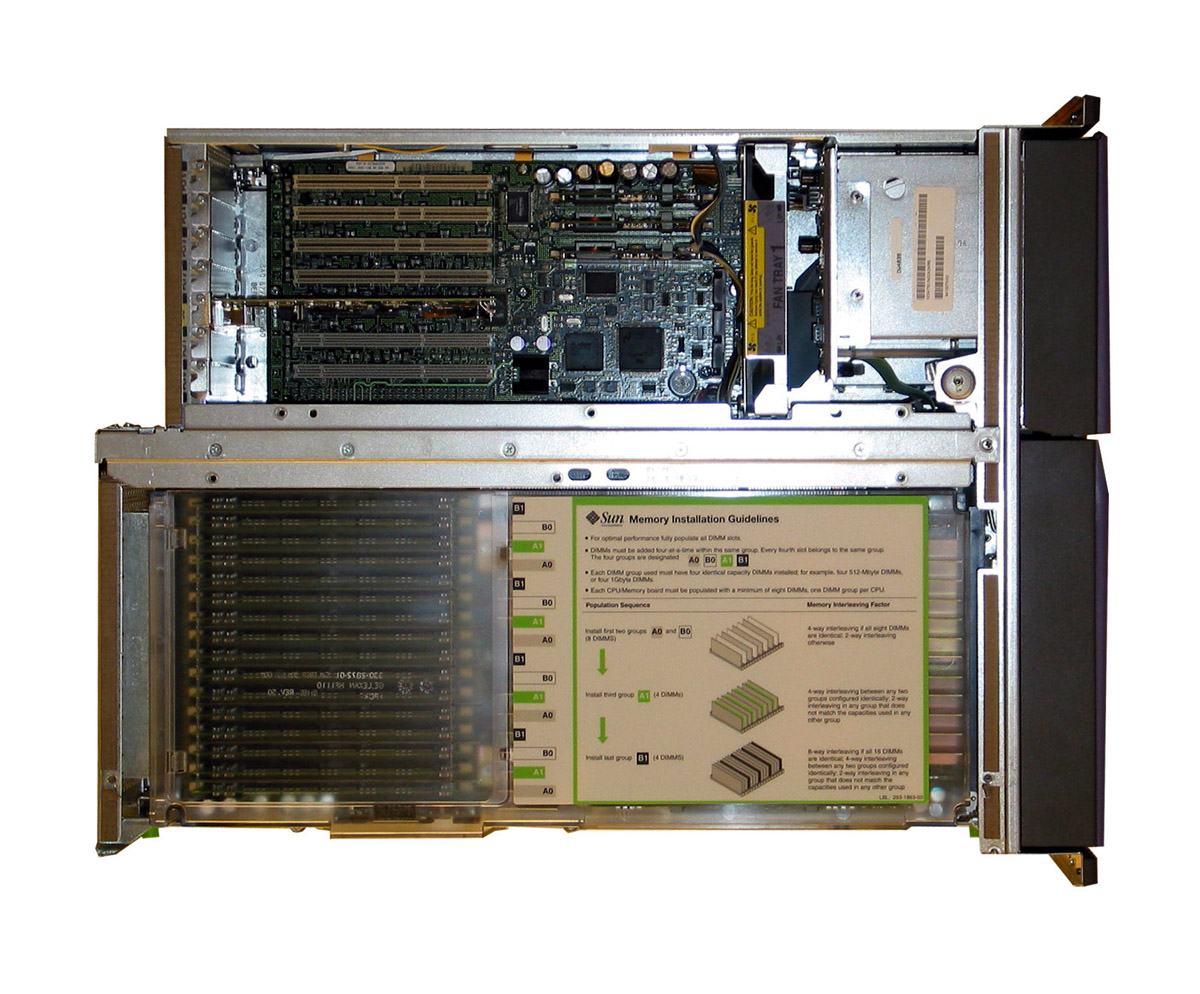 FAN TRAY 1
CAUTION
B1
B0
A1
A0
B1
B0
A1
A0
B1
B0
A1
A0
B1
B0
A1
A0
Sun Memory Installation Guidelines
• For optimal performance fully populate all DIMM slots.
• DIMMs must be added four-at-a-time within the same group. Every fourth slot belongs to the same group.
The four groups are designated A0 B0 A1 B1
• Each DIMM group used must have four identical capacity DIMMs installed; for example, four 512-Mbyte DIMMs,
or four 1Gbyte DIMMs.
• Each CPU/Memory board must be populated with a minimum of eight DIMMs, one DIMM group per CPU.
Population Sequence
Memory Interleaving Factor
Install first two groups A0 and B0
(8 DIMMS)
4-way interleaving if all eight DIMMs
are identical; 2-way interleaving
otherwise
Install third group A1 (4 DIMMs)
4-way interleaving between any two
groups configured identically; 2-way
interleaving in any group that does
not match the capacities used in any
other group
Install last group B1 (4 DIMMS)
8-way interleaving if all 16 DIMMs
are identical; 4-way interleaving
between any two groups configured
identically; 2-way interleaving in any
group that does not match the
capacities used in any other group